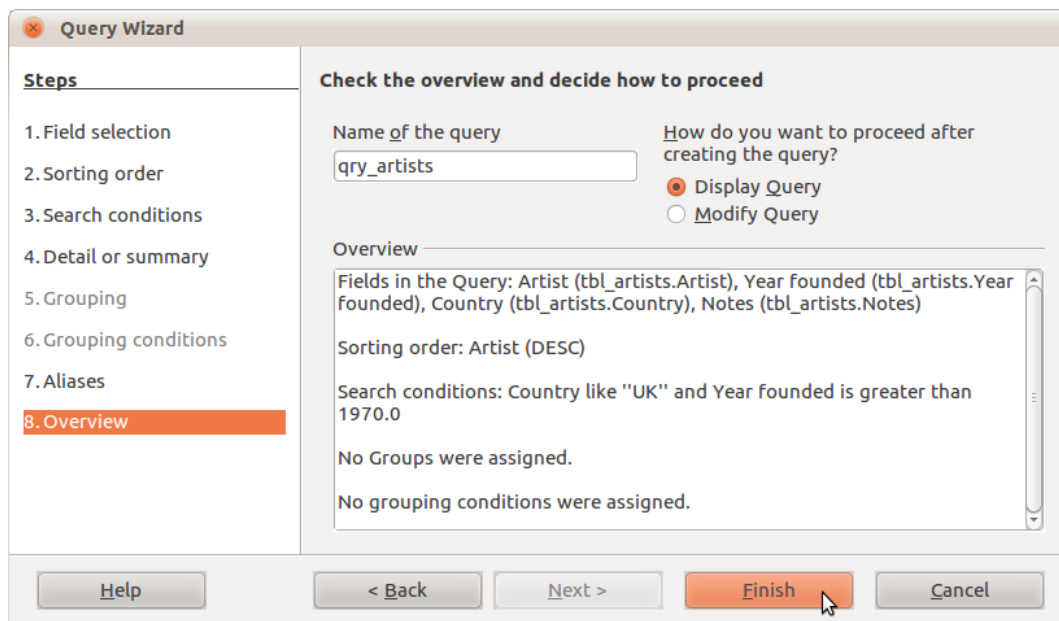 Query Wizard
Steps
1. Field selection
2. Sorting order
3. Search conditions
4. Detail or summary
5. Grouping
6. Grouping conditions
7. Aliases
8. Overview
Check the overview and decide how to proceed
Name of the query
qry_artists
How do you want to proceed after
creating the query?
Display Query
Modify Query
Overview
Fields in the Query: Artist (tbl_artists.Artist), Year founded (tbl_artists.Year
founded), Country (tbl_artists.Country), Notes (tbl_artists.Notes)
Sorting order: Artist (DESC)
Search conditions: Country like ''UK'' and Year founded is greater than
1970.0
No Groups were assigned.
No grouping conditions were assigned.
Help
< Back
Next >
Finish
Cancel